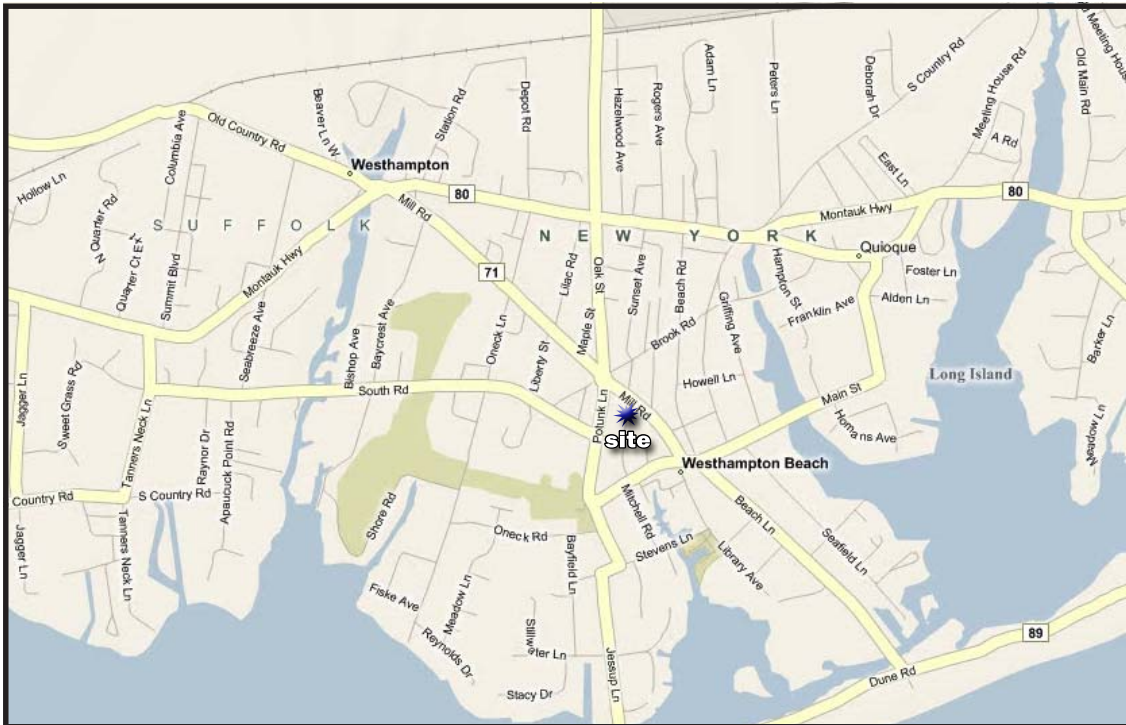 Old Country Rd
Columbia Ave
Beaver Ln W
Station Rd
Depot Rd
Hazelwood Ave
Rogers Ave
Adam Ln
Peters Ln
Deborah Dr
S Country Rd
Meeting House Rd
Old Main Rd
Meeting House
A Rd
East Ln
Westhampton
80
80
Hollow Ln
N Quarter Rd
SUFFOLK
Mill Rd
NEW YORK
Montauk Hwy
Quioque
Quarter Ct
Summit Blvd
Montauk Hwy
71
Lilac Rd
Oak St
Sunset Ave
Beach Rd
Hampton St
Foster Ln
Alden Ln
Franklin Ave
Griffing Ave
Seabreeze Ave
Bishop Ave
Baycrest Ave
Oneck Ln
Liberty St
Maple St
Brook Rd
Barker Ln
Long Island
Jagger Ln
Sweet Grass Rd
South Rd
Howell Ln
Main St
Mill Rd
Potunk Ln
site
Homans Ave
Meadow Ln
Tanners Neck Ln
Raynor Dr
Apaucuck Point Rd
Westhampton Beach
Country Rd
S Country Rd
Shore Rd
Mitchell Rd
Beach Ln
Jagger Ln
Tanners Neck Ln
Oneck Rd
Bayfield Ln
Stevens Ln
Library Ave
Seafield Ln
Fiske Ave
Meadow Ln
Reynolds Dr
Stillwater Ln
Stacy Dr
Jessup Ln
89
Dune Rd